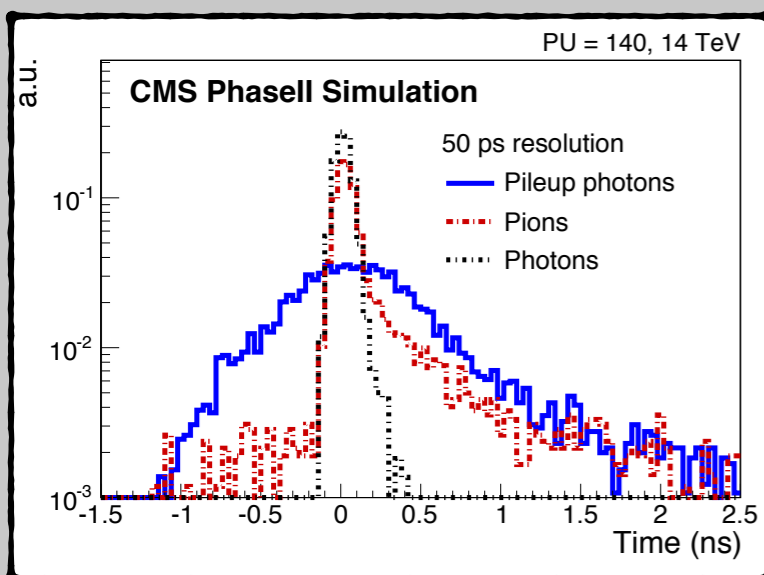 PU = 140, 14 TeV
a.u.
CMS PhaseII Simulation
50 ps resolution
Pileup photons
Pions
Photons
10-1
10-2
10-3
-1.5 -1 -0.5 0 0.5 1 1.5 2 2.5
Time (ns)